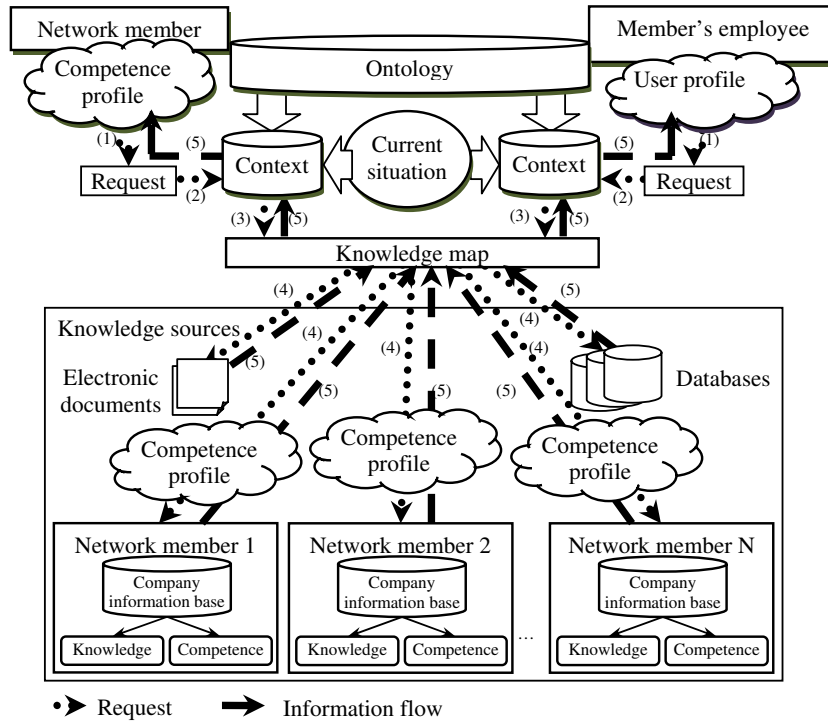 Network member
Member's employee
Competence
profile
Ontology
User profile
(1)
(5)
Context
Current
situation
Context
(5)
(1)
Request
(2)
(2)
Request
(3)
(5)
(3)
(5)
Knowledge map
(4)
(5)
Knowledge sources
(4)
(4)
(4)
(4)
(5)
Electronic
documents
(5)
(5)
(5)
Databases
Competence
profile
Competence
profile
Competence
profile
Network member 1
Network member 2
Network member N
Company
information base
Company
information base
Company
information base
Knowledge
Competence
Knowledge
Competence
...
Knowledge
Competence
Request
Information flow